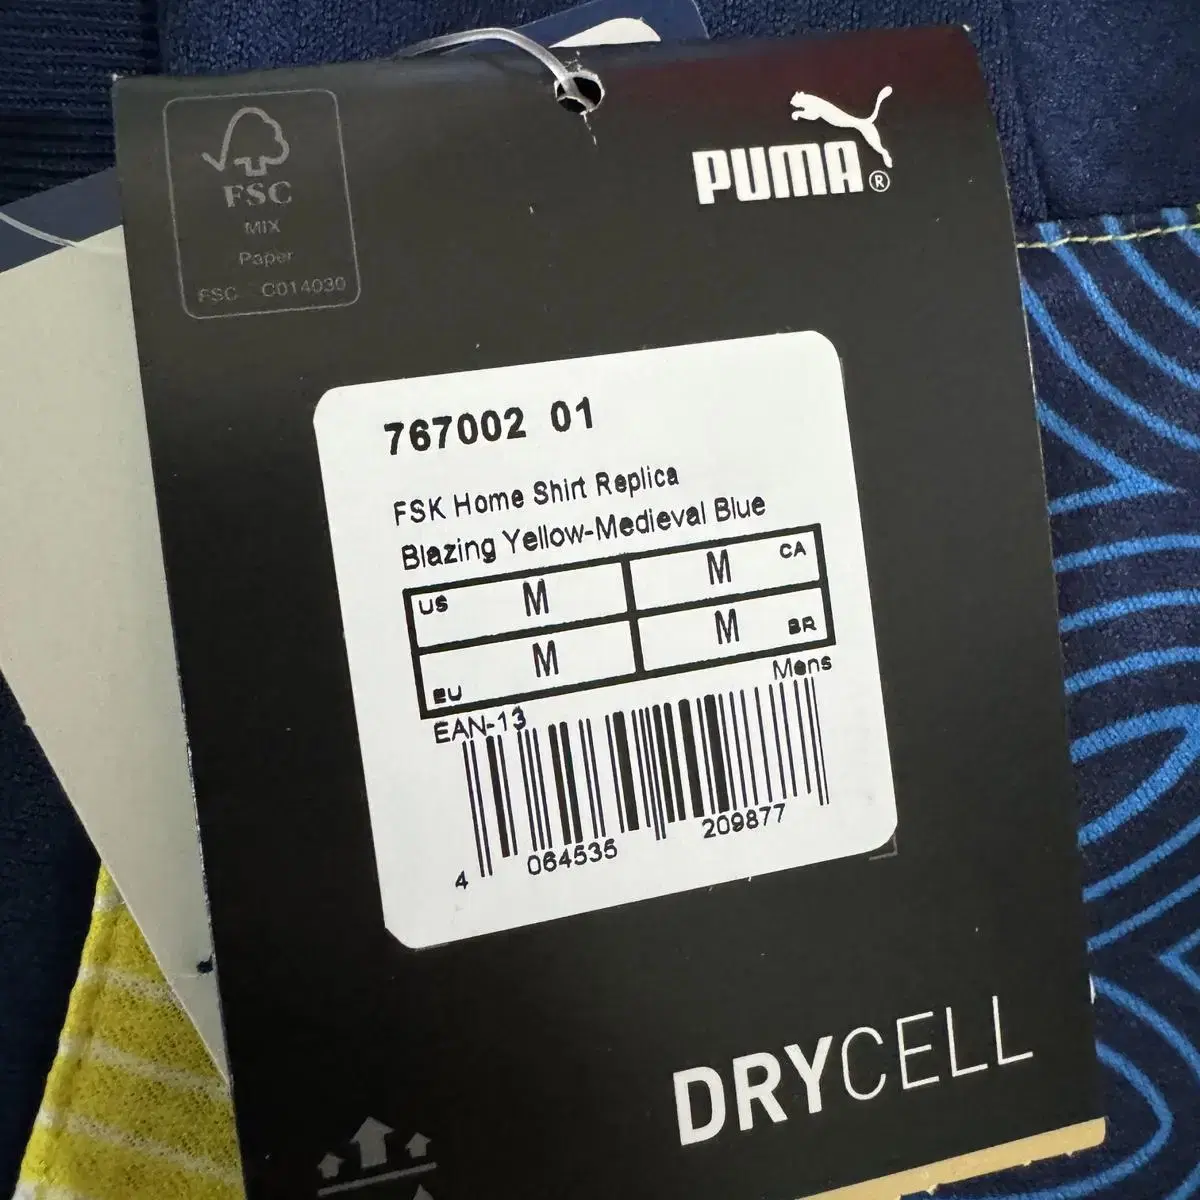 FSC
MIX
Paper
FSC C014030
PUMA®
767002 01
FSK Home Shirt Replica
Blazing Yellow-Medieval Blue
US M
M CA
EU M
M BR
Mens
EAN-13
4 064535 209877
DRYCELL